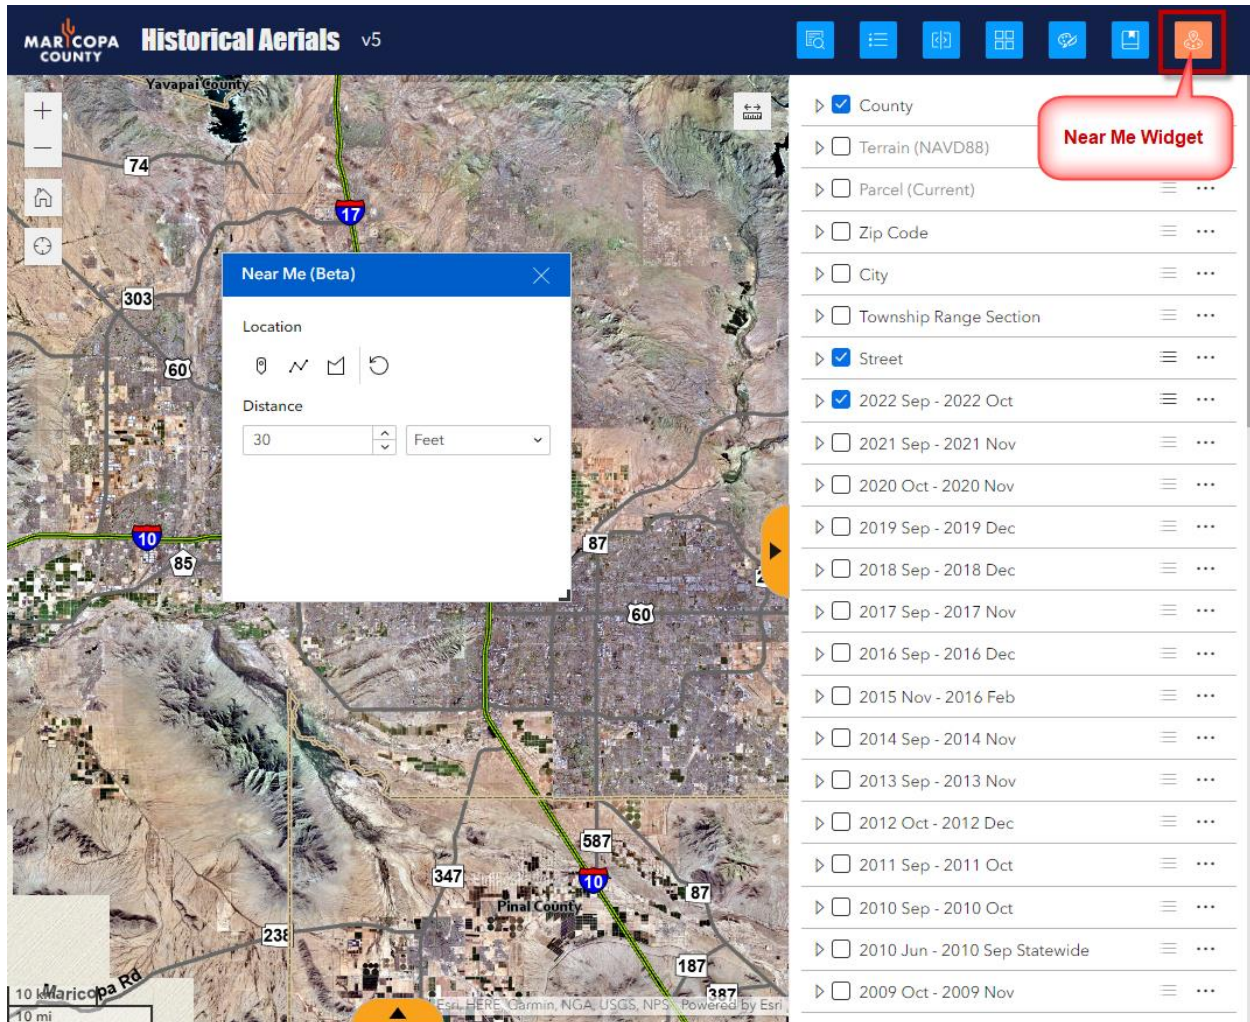 MARICOPA
COUNTY
Historical Aerials v5
Near Me Widget
Yavapai County
74
17
303
60
10
85
87
60
587
347
10
87
Pinal County
238
187
387
Maricopa Rd
10 mi
Esri, HERE, Garmin, NGA, USGS, NPS Powered by Esri
Near Me (Beta)
Location
Distance
30 Feet
County
Terrain (NAVD88)
Parcel (Current)
Zip Code
City
Township Range Section
Street
2022 Sep - 2022 Oct
2021 Sep - 2021 Nov
2020 Oct - 2020 Nov
2019 Sep - 2019 Dec
2018 Sep - 2018 Dec
2017 Sep - 2017 Nov
2016 Sep - 2016 Dec
2015 Nov - 2016 Feb
2014 Sep - 2014 Nov
2013 Sep - 2013 Nov
2012 Oct - 2012 Dec
2011 Sep - 2011 Oct
2010 Sep - 2010 Oct
2010 Jun - 2010 Sep Statewide
2009 Oct - 2009 Nov